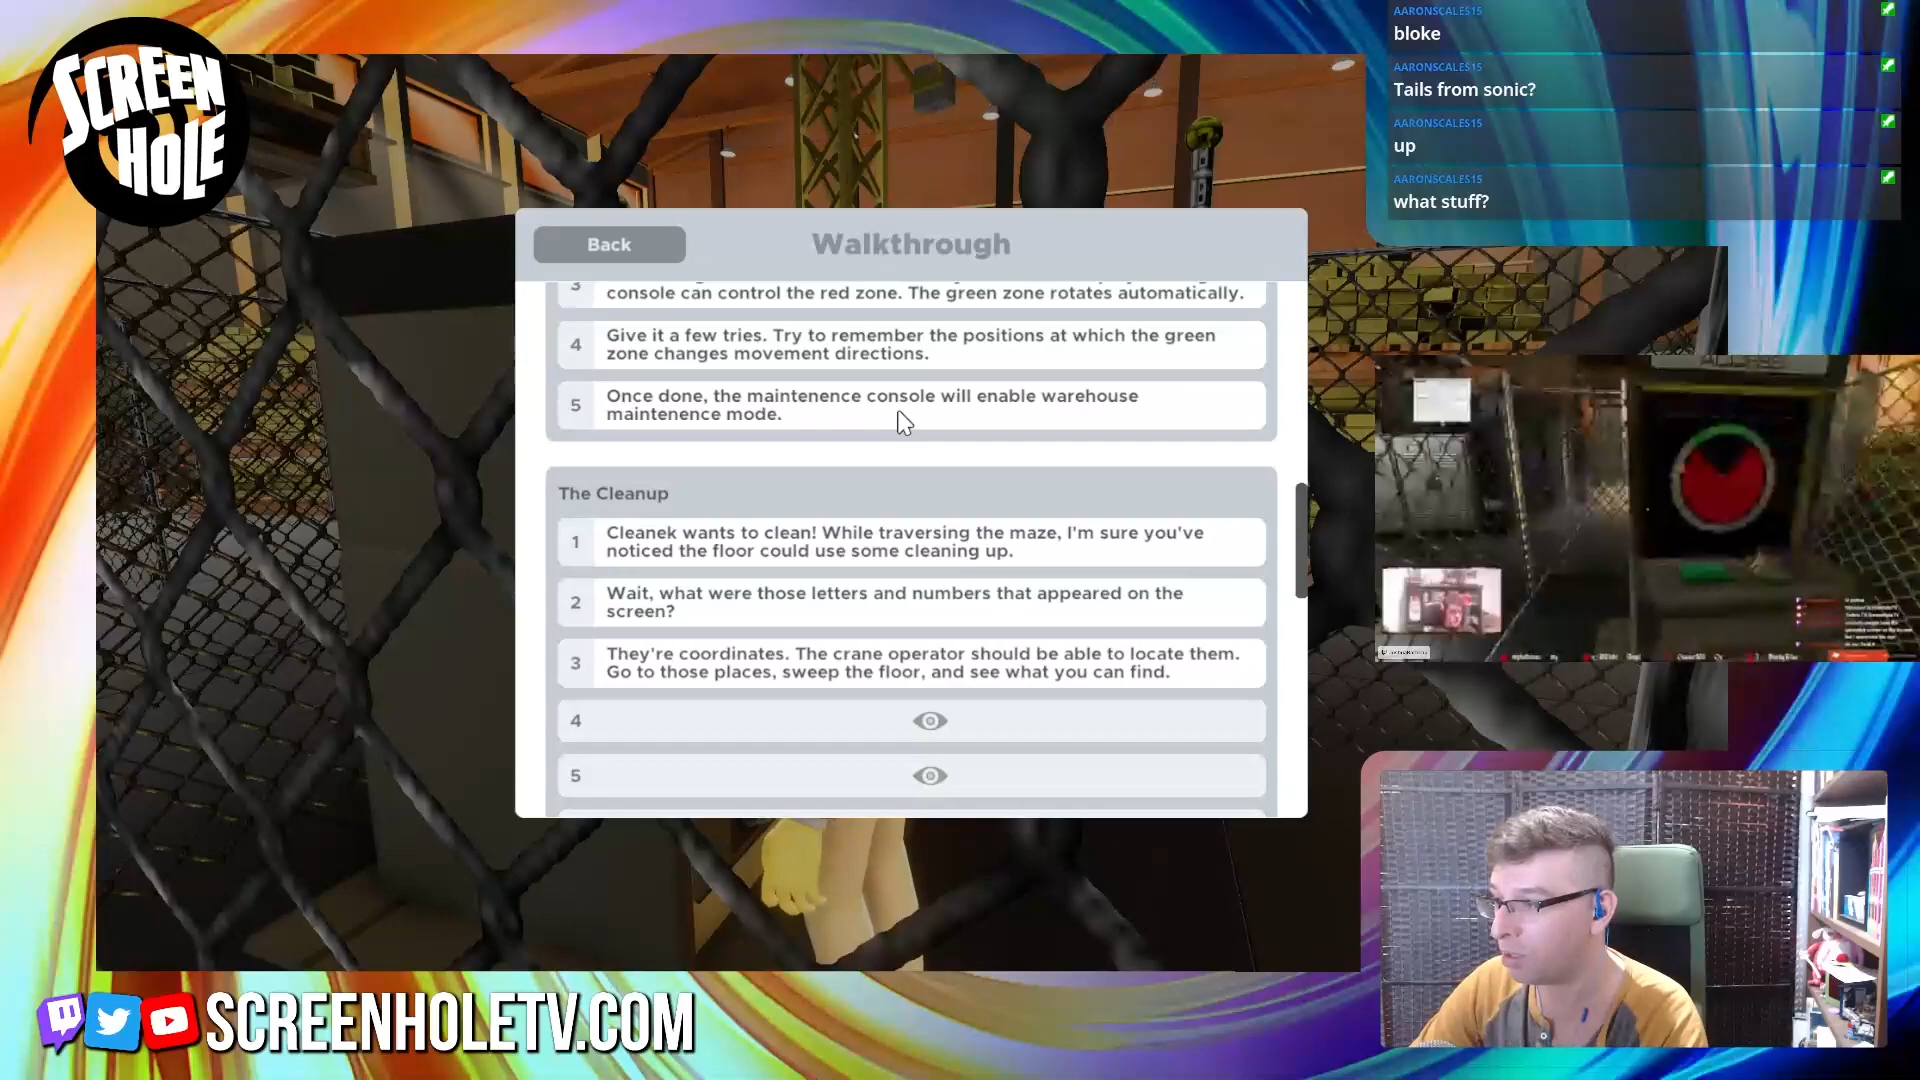 SCREEN
HOLE
AARONSCALES15
bloke
AARONSCALES15
Tails from sonic?
AARONSCALES15
up
AARONSCALES15
what stuff?
Back
Walkthrough
3
console can control the red zone. The green zone rotates automatically.
4
Give it a few tries. Try to remember the positions at which the green
zone changes movement directions.
5
Once done, the maintenence console will enable warehouse
maintenence mode.
The Cleanup
1
Cleanek wants to clean! While traversing the maze, I'm sure you've
noticed the floor could use some cleaning up.
2
Wait, what were those letters and numbers that appeared on the
screen?
3
They're coordinates. The crane operator should be able to locate them.
Go to those places, sweep the floor, and see what you can find.
4
5
SCREENHOLETV.COM